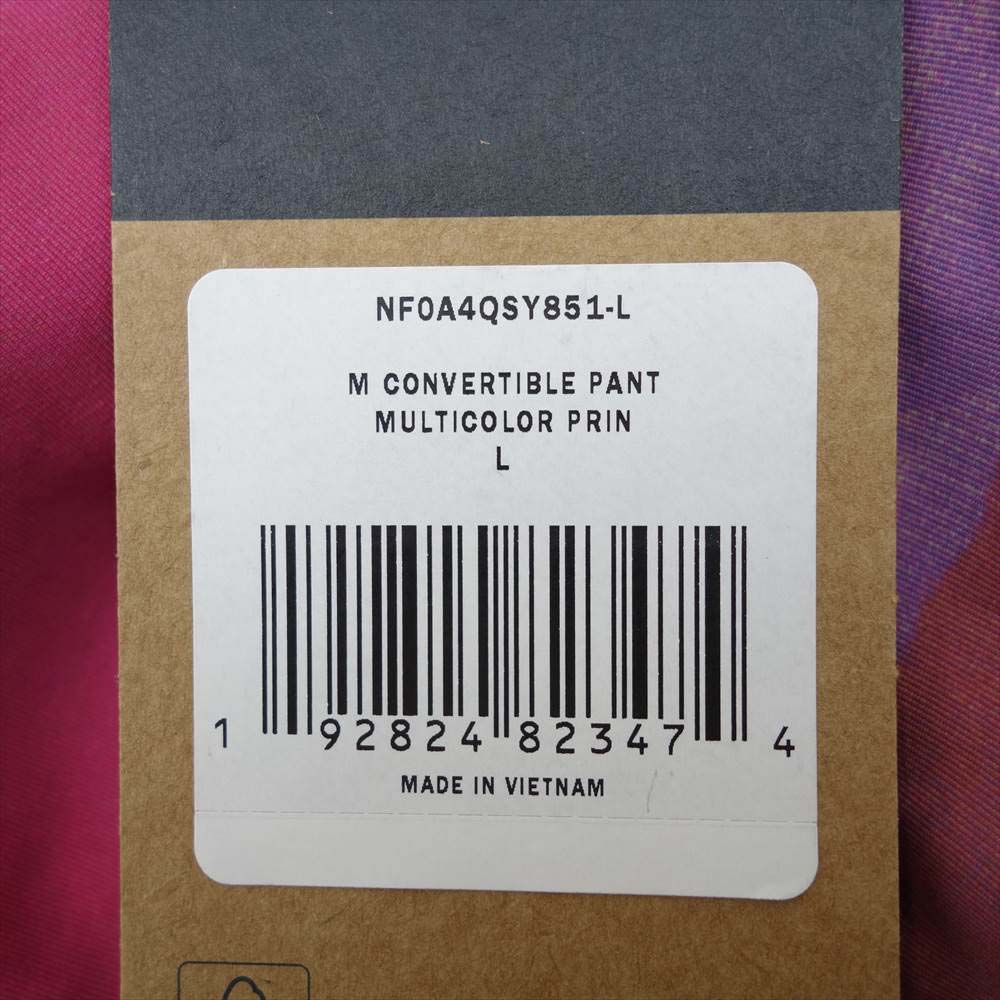 NF0A4QSY851-L
M CONVERTIBLE PANT
MULTICOLOR PRIN
L
1 92824 82347 4
MADE IN VIETNAM